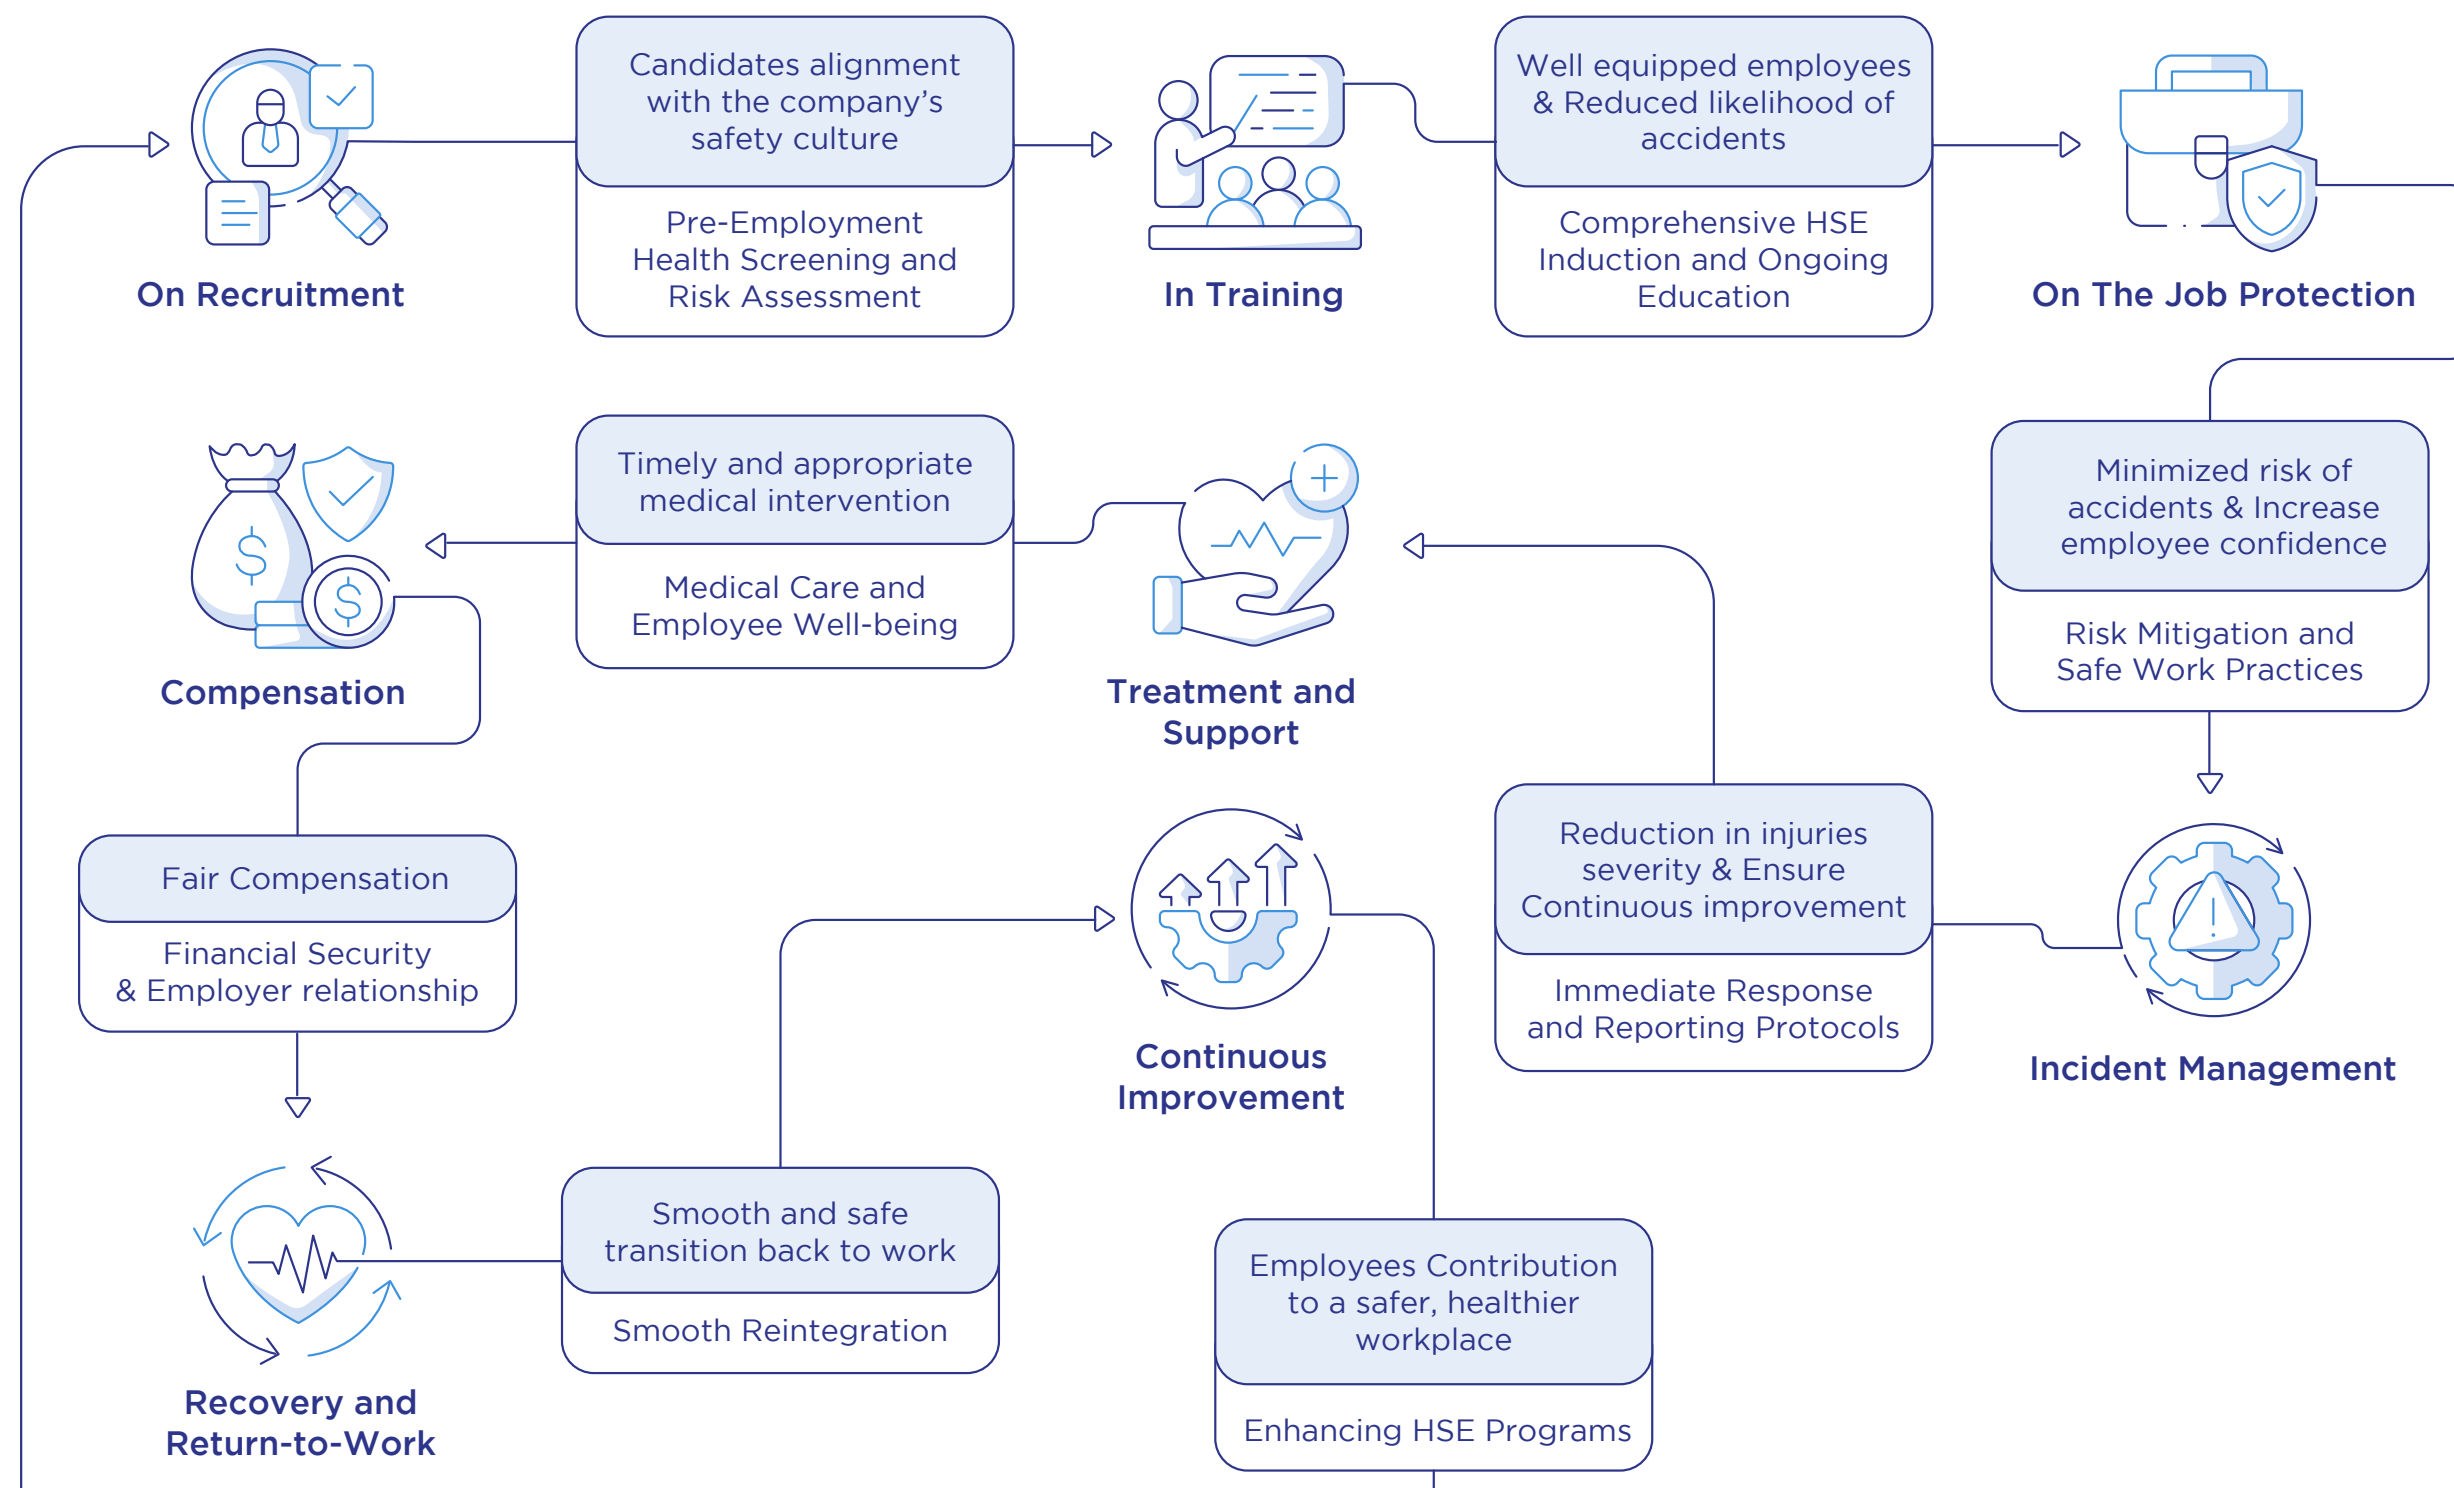 Candidates alignment
with the company's
safety culture
Pre-Employment
Health Screening and
Risk Assessment
On Recruitment
Well equipped employees
& Reduced likelihood of
accidents
Comprehensive HSE
Induction and Ongoing
Education
In Training
On The Job Protection
Minimized risk of
accidents & Increase
employee confidence
Risk Mitigation and
Safe Work Practices
Incident Management
Reduction in injuries
severity & Ensure
Continuous improvement
Immediate Response
and Reporting Protocols
Treatment and
Support
Timely and appropriate
medical intervention
Medical Care and
Employee Well-being
$
$
Compensation
Fair Compensation
Financial Security
& Employer relationship
Recovery and
Return-to-Work
Smooth and safe
transition back to work
Smooth Reintegration
Continuous
Improvement
Employees Contribution
to a safer, healthier
workplace
Enhancing HSE Programs